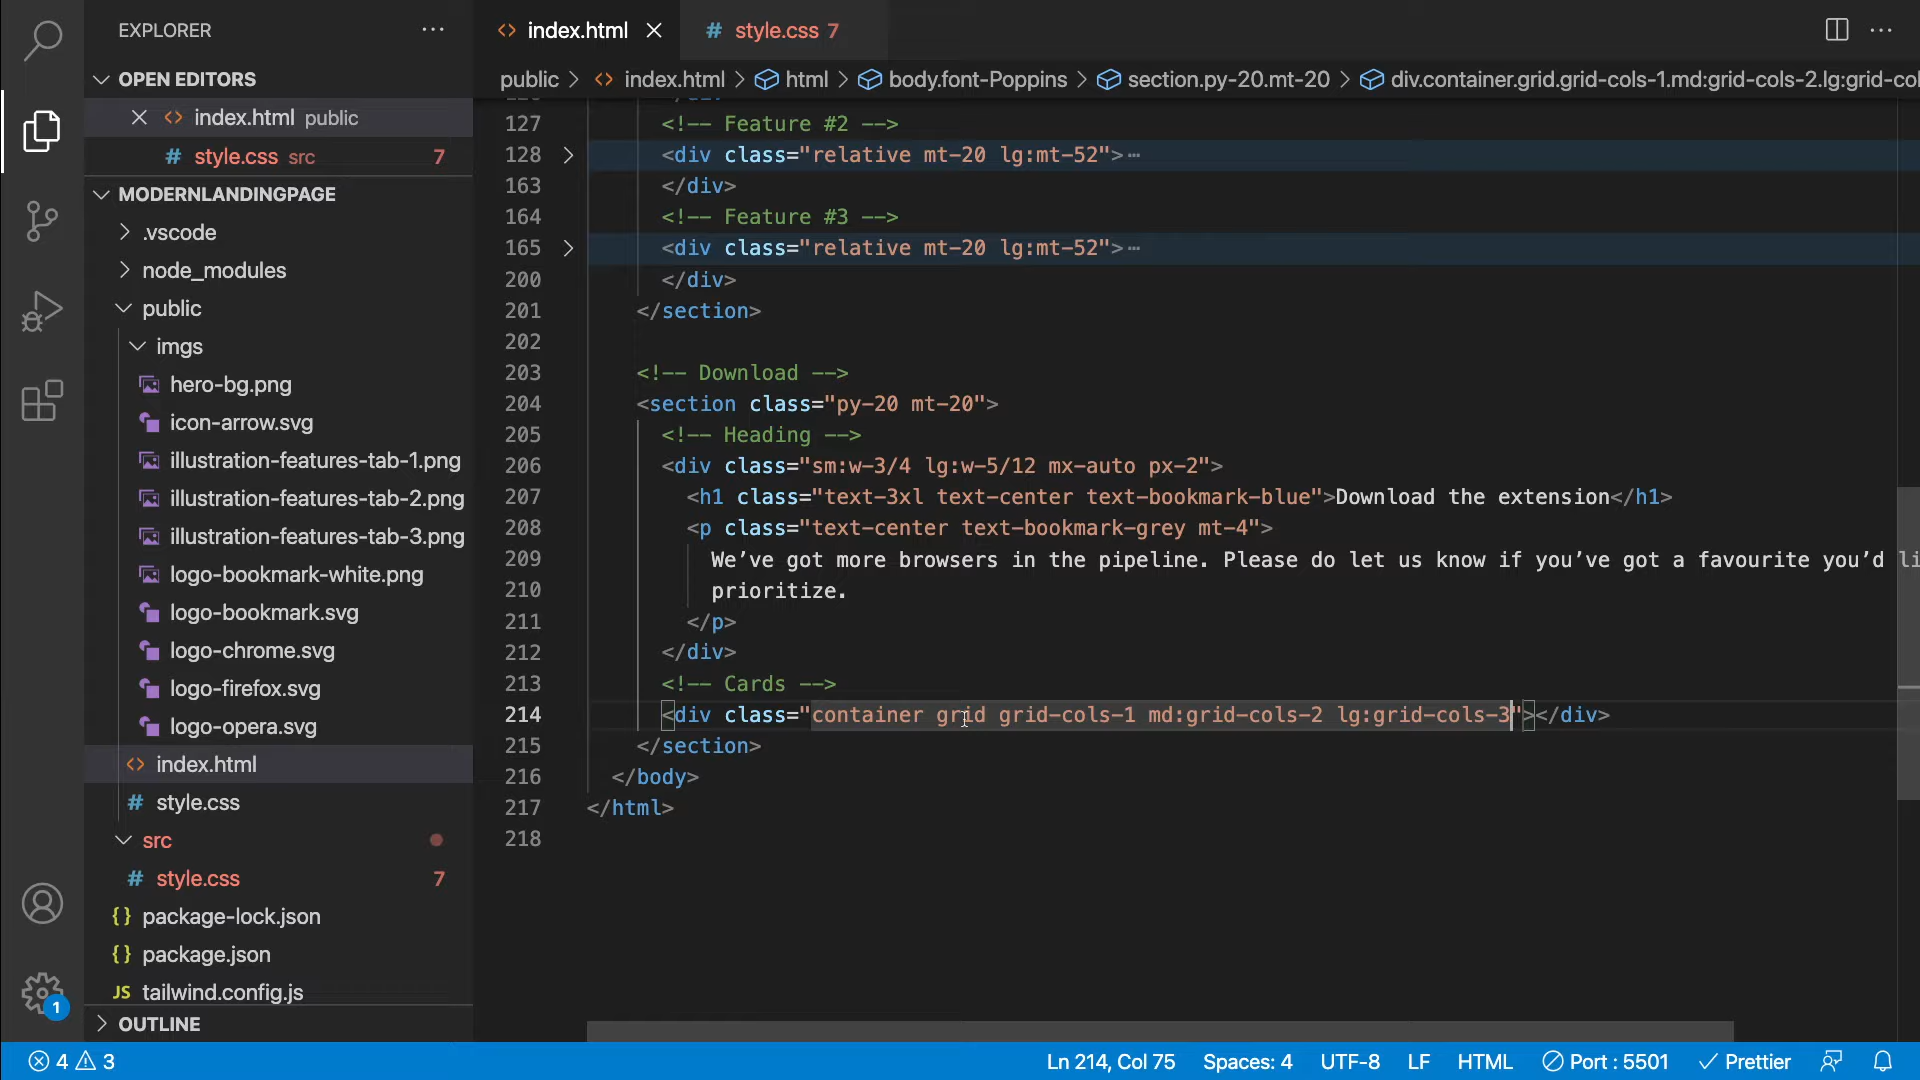 EXPLORER
OPEN EDITORS
index.html public
style.css src 7
MODERNLANDINGPAGE
.vscode
node_modules
public
imgs
hero-bg.png
icon-arrow.svg
illustration-features-tab-1.png
illustration-features-tab-2.png
illustration-features-tab-3.png
logo-bookmark-white.png
logo-bookmark.svg
logo-chrome.svg
logo-firefox.svg
logo-opera.svg
<> index.html
# style.css
src
# style.css 7
{} package-lock.json
{} package.json
JS tailwind.config.js
OUTLINE
1
<> index.html
# style.css 7
public > <> index.html > html > body.font-Poppins > section.py-20.mt-20 > div.container.grid.grid-cols-1.md:grid-cols-2.lg:grid-co
127 <!-- Feature #2 -->
128 <div class="relative mt-20 lg:mt-52">…
163 </div>
164 <!-- Feature #3 -->
165 <div class="relative mt-20 lg:mt-52">…
200 </div>
201 </section>
202
203 <!-- Download -->
204 <section class="py-20 mt-20">
205 <!-- Heading -->
206 <div class="sm:w-3/4 lg:w-5/12 mx-auto px-2">
207 <h1 class="text-3xl text-center text-bookmark-blue">Download the extension</h1>
208 <p class="text-center text-bookmark-grey mt-4">
209 We’ve got more browsers in the pipeline. Please do let us know if you’ve got a favourite you’d li
210 prioritize.
211 </p>
212 </div>
213 <!-- Cards -->
214 <div class="container grid grid-cols-1 md:grid-cols-2 lg:grid-cols-3"></div>
215 </section>
216 </body>
217 </html>
218
4 3
Ln 214, Col 75 Spaces: 4 UTF-8 LF HTML Port : 5501 Prettier